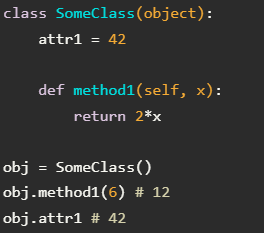 class SomeClass(object):
    attr1 = 42

    def method1(self, x):
        return 2*x

obj = SomeClass()
obj.method1(6) # 12
obj.attr1 # 42